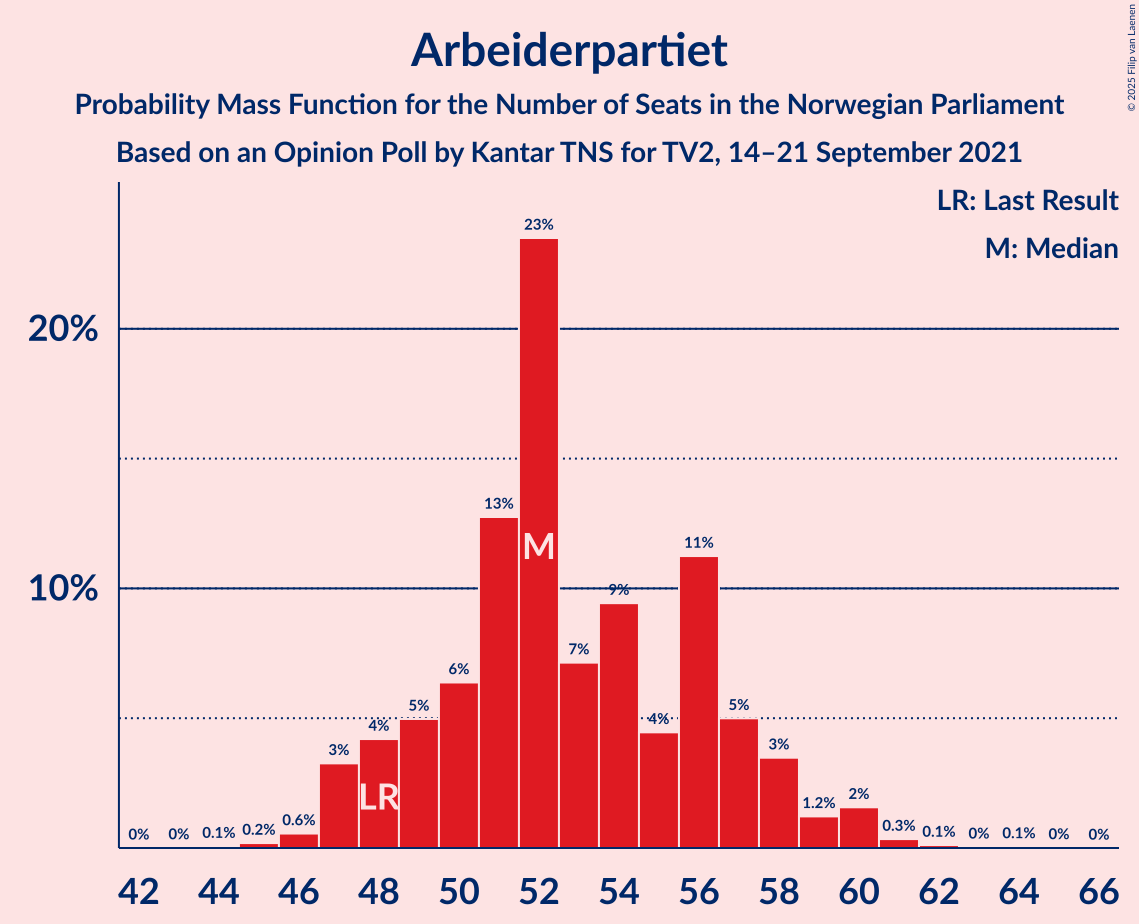 Arbeiderpartiet
Probability Mass Function for the Number of Seats in the Norwegian Parliament
Based on an Opinion Poll by Kantar TNS for TV2, 14–21 September 2021
© 2025 Filip van Laenen
LR: Last Result
M: Median
20%
10%
0% 0% 0.1% 0.2% 0.6% 3% 4% 5% 6% 13% 23% 7% 9% 4% 11% 5% 3% 1.2% 2% 0.3% 0.1% 0% 0.1% 0% 0%
M
LR
42 44 46 48 50 52 54 56 58 60 62 64 66